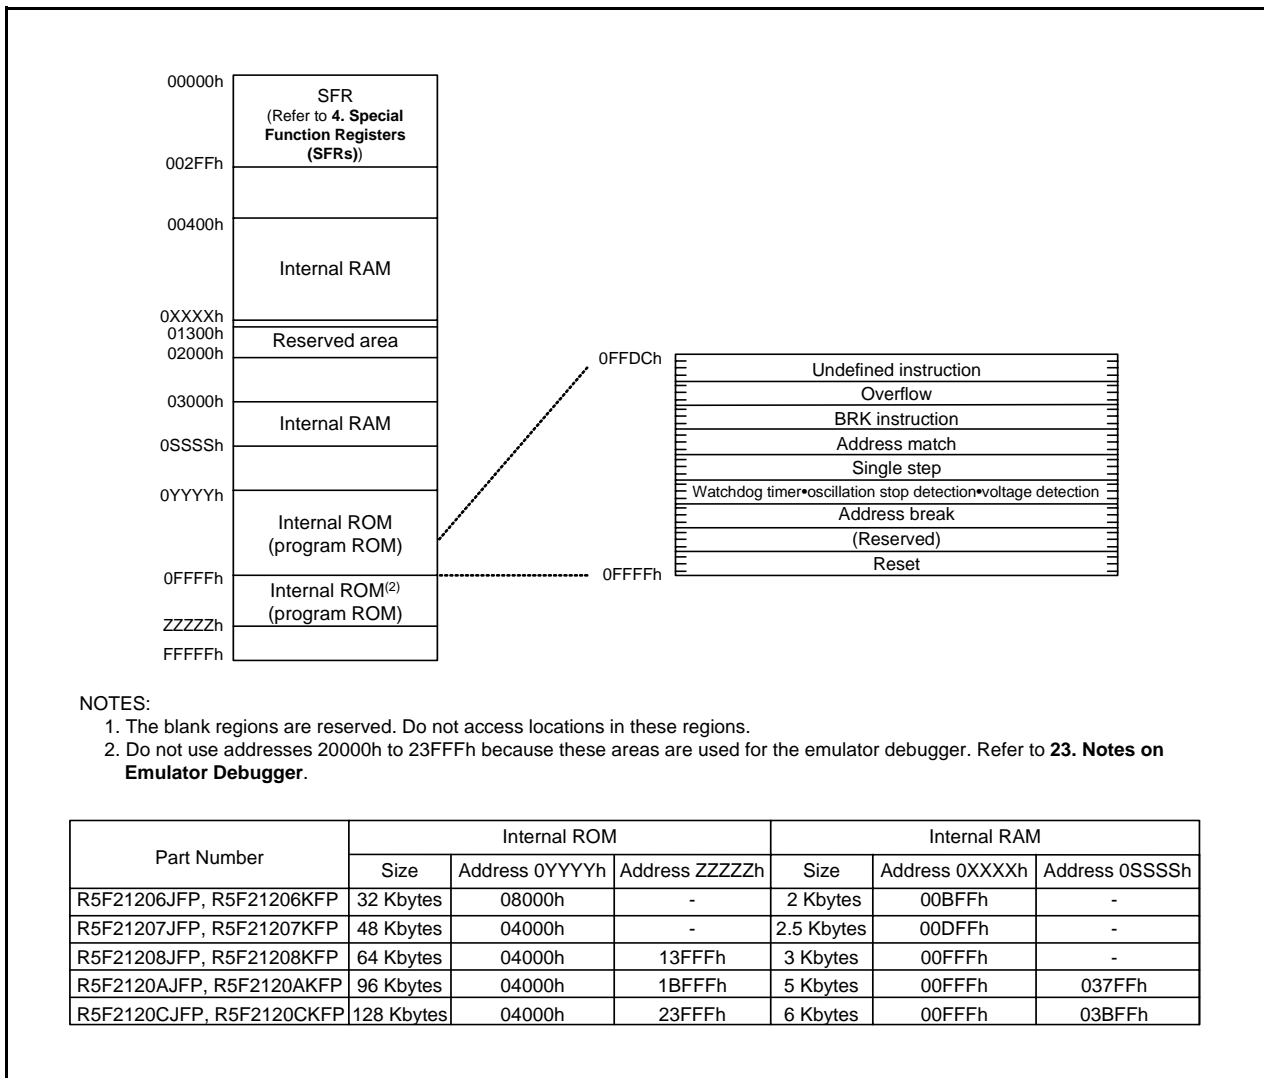 00000h
SFR
(Refer to 4. Special
Function Registers
(SFRs))
002FFh
00400h
Internal RAM
0XXXXh
01300h
Reserved area
02000h
03000h
Internal RAM
0SSSSh
0YYYYh
Internal ROM
(program ROM)
0FFFFh
Internal ROM(2)
(program ROM)
ZZZZZh
FFFFFh
0FFDCh
Undefined instruction
Overflow
BRK instruction
Address match
Single step
Watchdog timer•oscillation stop detection•voltage detection
Address break
(Reserved)
Reset
0FFFFh
NOTES:
1. The blank regions are reserved. Do not access locations in these regions.
2. Do not use addresses 20000h to 23FFFh because these areas are used for the emulator debugger. Refer to 23. Notes on
Emulator Debugger.
Part Number Internal ROM Internal RAM
Size Address 0YYYYh Address ZZZZZh Size Address 0XXXXh Address 0SSSSh
R5F21206JFP, R5F21206KFP 32 Kbytes 08000h - 2 Kbytes 00BFFh -
R5F21207JFP, R5F21207KFP 48 Kbytes 04000h - 2.5 Kbytes 00DFFh -
R5F21208JFP, R5F21208KFP 64 Kbytes 04000h 13FFFh 3 Kbytes 00FFFh -
R5F2120AJFP, R5F2120AKFP 96 Kbytes 04000h 1BFFFh 5 Kbytes 00FFFh 037FFh
R5F2120CJFP, R5F2120CKFP 128 Kbytes 04000h 23FFFh 6 Kbytes 00FFFh 03BFFh